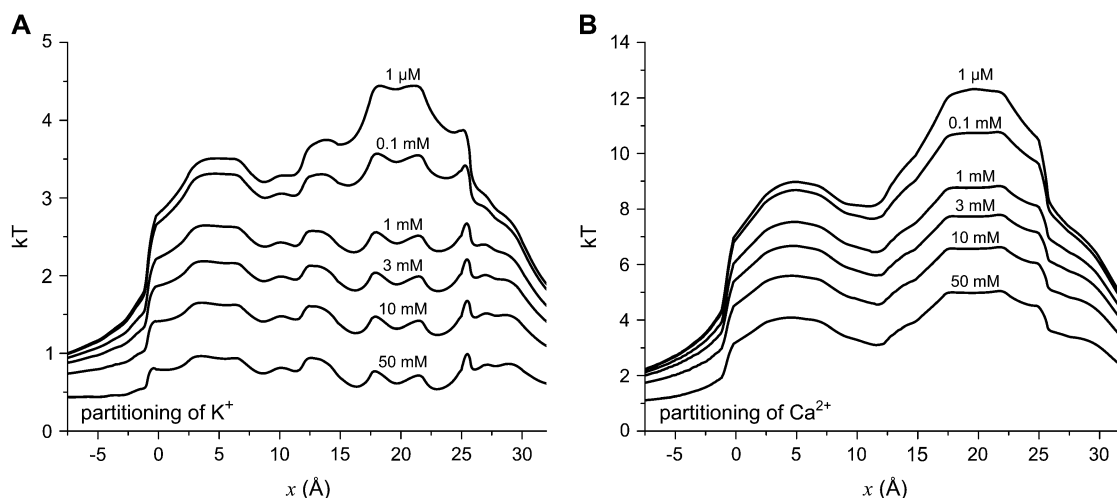 A
B
5
4
3
2
1
0
kT
1 µM
0.1 mM
1 mM
3 mM
10 mM
50 mM
partitioning of K+
-5 0 5 10 15 20 25 30
x (Å)
14
12
10
8
6
4
2
0
kT
1 µM
0.1 mM
1 mM
3 mM
10 mM
50 mM
partitioning of Ca2+
-5 0 5 10 15 20 25 30
x (Å)